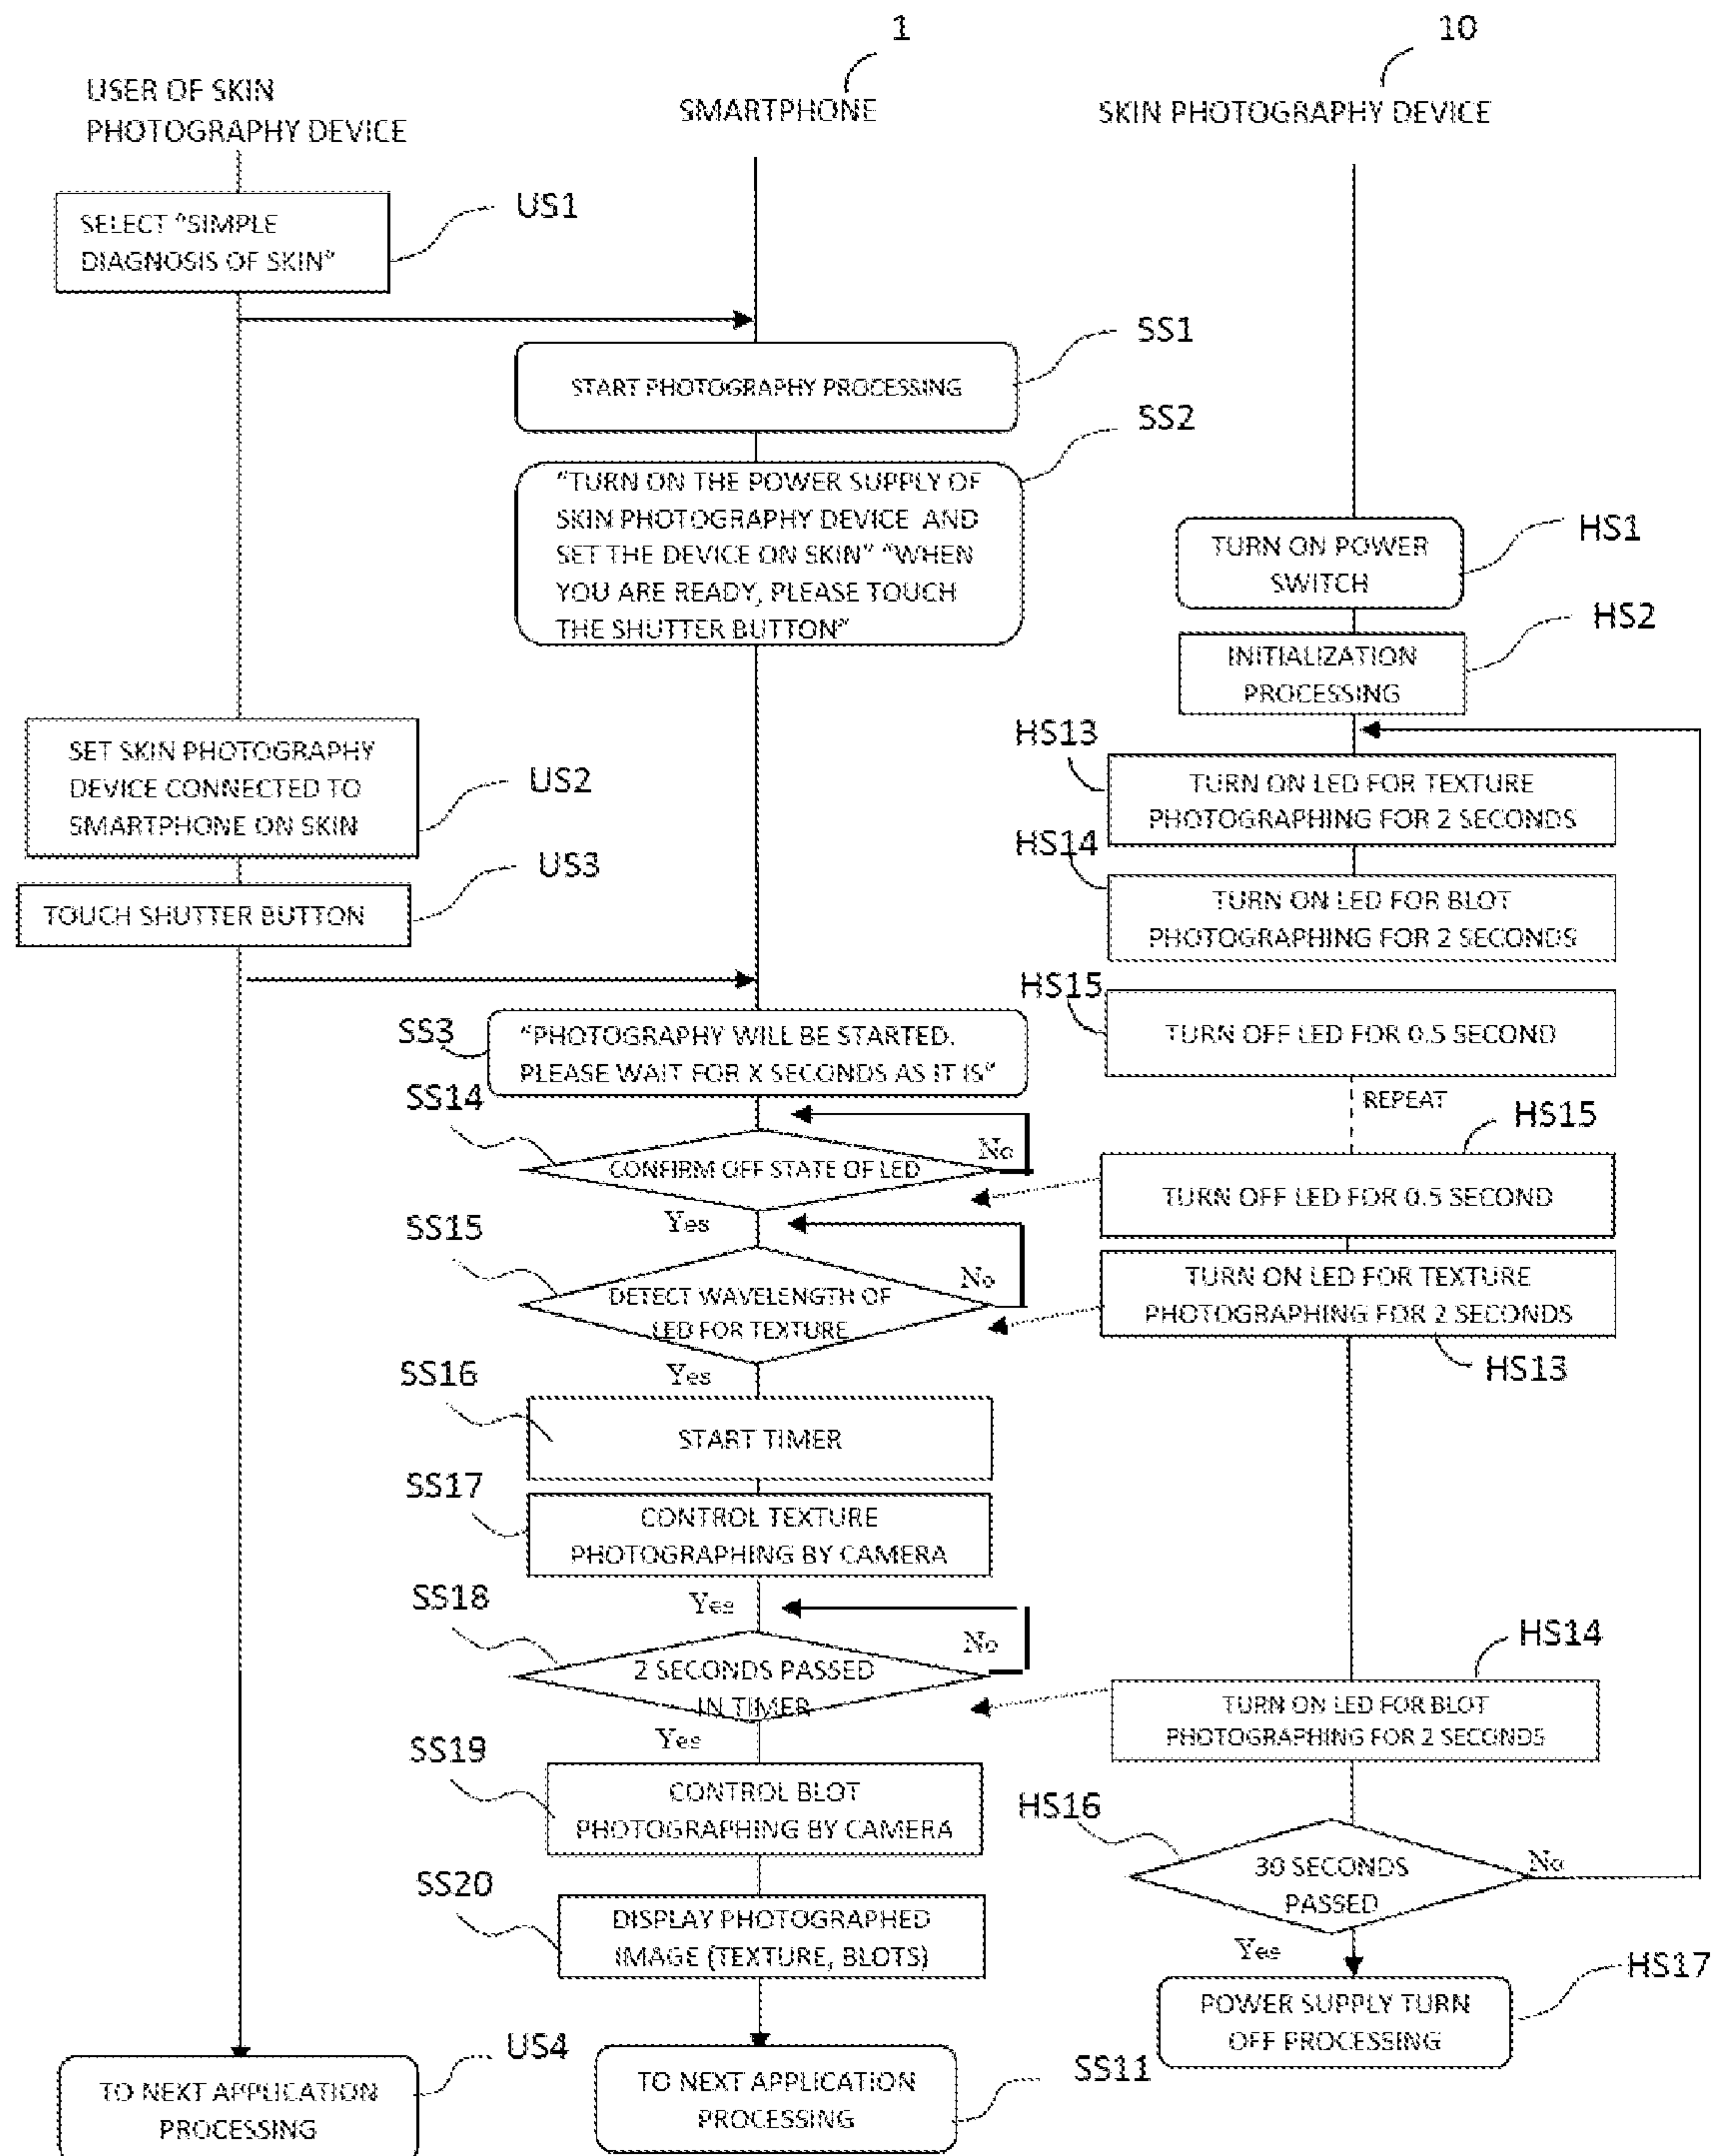 1
10
USER OF SKIN
PHOTOGRAPHY DEVICE
SMARTPHONE
SKIN PHOTOGRAPHY DEVICE
SELECT "SIMPLE
DIAGNOSIS OF SKIN"
US1
START PHOTOGRAPHY PROCESSING
SS1
SS2
"TURN ON THE POWER SUPPLY OF
SKIN PHOTOGRAPHY DEVICE AND
SET THE DEVICE ON SKIN" "WHEN
YOU ARE READY, PLEASE TOUCH
THE SHUTTER BUTTON"
TURN ON POWER
SWITCH
HS1
INITIALIZATION
PROCESSING
HS2
SET SKIN PHOTOGRAPHY
DEVICE CONNECTED TO
SMARTPHONE ON SKIN
US2
HS13
TURN ON LED FOR TEXTURE
PHOTOGRAPHING FOR 2 SECONDS
TOUCH SHUTTER BUTTON
US3
HS14
TURN ON LED FOR BLOT
PHOTOGRAPHING FOR 2 SECONDS
HS15
TURN OFF LED FOR 0.5 SECOND
REPEAT
SS3
"PHOTOGRAPHY WILL BE STARTED.
PLEASE WAIT FOR X SECONDS AS IT IS"
SS14
CONFIRM OFF STATE OF LED
No
Yes
HS15
TURN OFF LED FOR 0.5 SECOND
SS15
DETECT WAVELENGTH OF
LED FOR TEXTURE
No
Yes
TURN ON LED FOR TEXTURE
PHOTOGRAPHING FOR 2 SECONDS
HS13
SS16
START TIMER
SS17
CONTROL TEXTURE
PHOTOGRAPHING BY CAMERA
Yes
SS18
2 SECONDS PASSED
IN TIMER
No
Yes
HS14
TURN ON LED FOR BLOT
PHOTOGRAPHING FOR 2 SECONDS
SS19
CONTROL BLOT
PHOTOGRAPHING BY CAMERA
HS16
30 SECONDS
PASSED
No
Yes
SS20
DISPLAY PHOTOGRAPHED
IMAGE (TEXTURE, BLOTS)
POWER SUPPLY TURN
OFF PROCESSING
HS17
TO NEXT APPLICATION
PROCESSING
US4
TO NEXT APPLICATION
PROCESSING
SS11